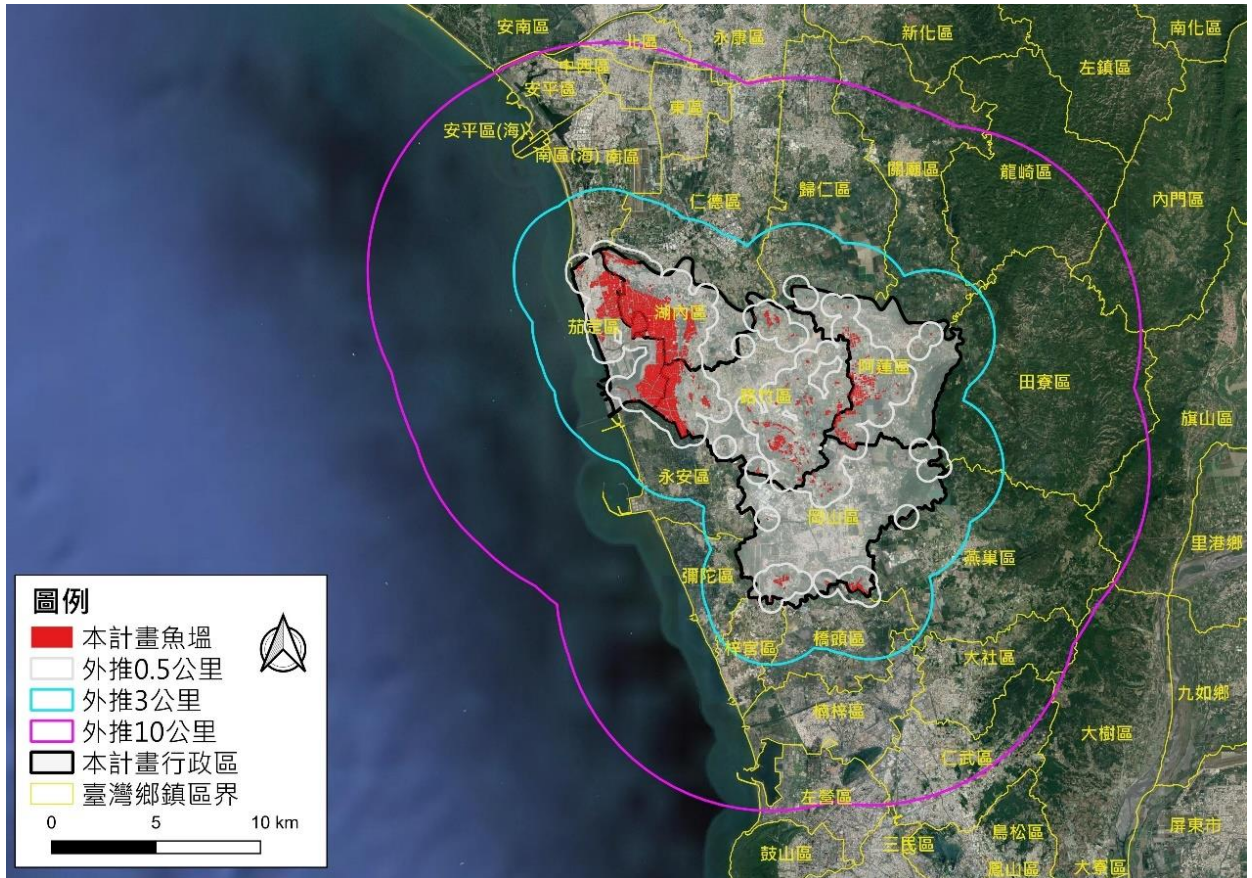 安南區
北區
永康區
新化區
南化區
中西區
左鎮區
安平區
東區
安平區(海)
南區(海)
南區
關廟區
龍崎區
仁德區
歸仁區
內門區
湖內區
茄萣區
阿蓮區
路竹區
田寮區
旗山區
永安區
岡山區
里港鄉
彌陀區
燕巢區
梓官區
橋頭區
大社區
九如鄉
楠梓區
大樹區
仁武區
左營區
鳥松區
屏東市
鼓山區
三民區
鳳山區
大寮區
圖例
本計畫魚塭
外推0.5公里
外推3公里
外推10公里
本計畫行政區
臺灣鄉鎮區界
0 5 10 km